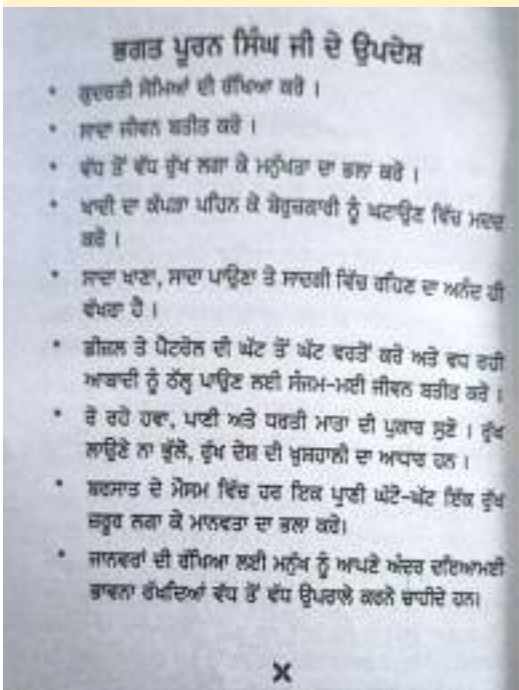 ਭਗਤ ਪੂਰਨ ਸਿੰਘ ਜੀ ਦੇ ਉਪਦੇਸ਼
* ਕੁਦਰਤੀ ਸੋਮਿਆਂ ਦੀ ਰੱਖਿਆ ਕਰੋ ।
* ਸਾਦਾ ਜੀਵਨ ਬਤੀਤ ਕਰੋ ।
* ਵੱਧ ਤੋਂ ਵੱਧ ਰੁੱਖ ਲਗਾ ਕੇ ਮਨੁੱਖਤਾ ਦਾ ਭਲਾ ਕਰੋ ।
* ਖਾਦੀ ਦਾ ਕੱਪੜਾ ਪਹਿਨ ਕੇ ਬੇਰੁਜ਼ਗਾਰੀ ਨੂੰ ਘਟਾਉਣ ਵਿੱਚ ਮਦਦ
ਕਰੋ ।
* ਸਾਦਾ ਖਾਣਾ, ਸਾਦਾ ਪਾਉਣਾ ਤੇ ਸਾਦਗੀ ਵਿੱਚ ਰਹਿਣ ਦਾ ਅਨੰਦ ਹੀ
ਵੱਖਰਾ ਹੈ ।
* ਡੀਜ਼ਲ ਤੇ ਪੈਟਰੋਲ ਦੀ ਘੱਟ ਤੋਂ ਘੱਟ ਵਰਤੋਂ ਕਰੋ ਅਤੇ ਵਧ ਰਹੀ
ਆਬਾਦੀ ਨੂੰ ਠੱਲ੍ਹ ਪਾਉਣ ਲਈ ਸੰਜਮ-ਮਈ ਜੀਵਨ ਬਤੀਤ ਕਰੋ ।
* ਰੋ ਰਹੇ ਹਵਾ, ਪਾਣੀ ਅਤੇ ਧਰਤੀ ਮਾਤਾ ਦੀ ਪੁਕਾਰ ਸੁਣੋ । ਰੁੱਖ
ਲਾਉਣੇ ਨਾ ਭੁੱਲੋ, ਰੁੱਖ ਦੇਸ਼ ਦੀ ਖੁਸ਼ਹਾਲੀ ਦਾ ਆਧਾਰ ਹਨ ।
* ਬਰਸਾਤ ਦੇ ਮੌਸਮ ਵਿੱਚ ਹਰ ਇਕ ਪ੍ਰਾਣੀ ਘੱਟੋ-ਘੱਟ ਇੱਕ ਰੁੱਖ
ਜ਼ਰੂਰ ਲਗਾ ਕੇ ਮਾਨਵਤਾ ਦਾ ਭਲਾ ਕਰੇ।
* ਜਾਨਵਰਾਂ ਦੀ ਰੱਖਿਆ ਲਈ ਮਨੁੱਖ ਨੂੰ ਆਪਣੇ ਅੰਦਰ ਦਇਆਮਈ
ਭਾਵਨਾ ਰੱਖਦਿਆਂ ਵੱਧ ਤੋਂ ਵੱਧ ਉਪਰਾਲੇ ਕਰਨੇ ਚਾਹੀਦੇ ਹਨ।
x